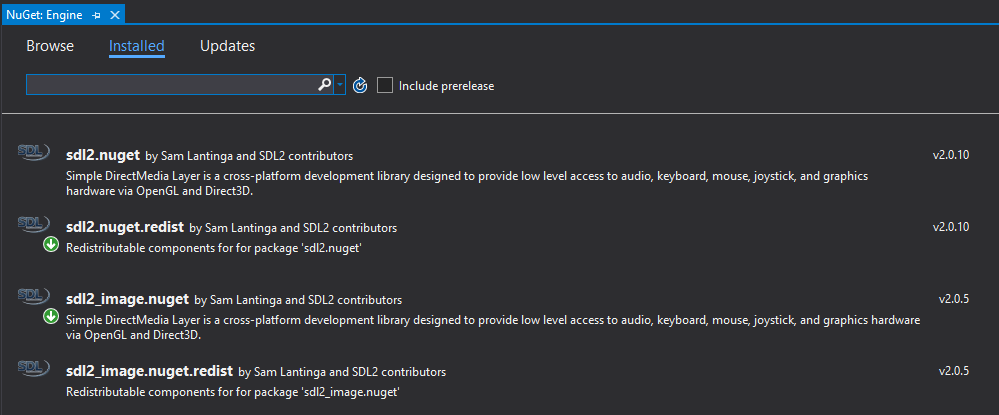 NuGet: Engine
Browse Installed Updates
Include prerelease
SDL
sdl2.nuget by Sam Lantinga and SDL2 contributors v2.0.10
Simple DirectMedia Layer is a cross-platform development library designed to provide low level access to audio, keyboard, mouse, joystick, and graphics
hardware via OpenGL and Direct3D.
SDL
sdl2.nuget.redist by Sam Lantinga and SDL2 contributors v2.0.10
Redistributable components for for package 'sdl2.nuget'
SDL
sdl2_image.nuget by Sam Lantinga and SDL2 contributors v2.0.5
Simple DirectMedia Layer is a cross-platform development library designed to provide low level access to audio, keyboard, mouse, joystick, and graphics hardware
via OpenGL and Direct3D.
SDL
sdl2_image.nuget.redist by Sam Lantinga and SDL2 contributors v2.0.5
Redistributable components for for package 'sdl2_image.nuget'